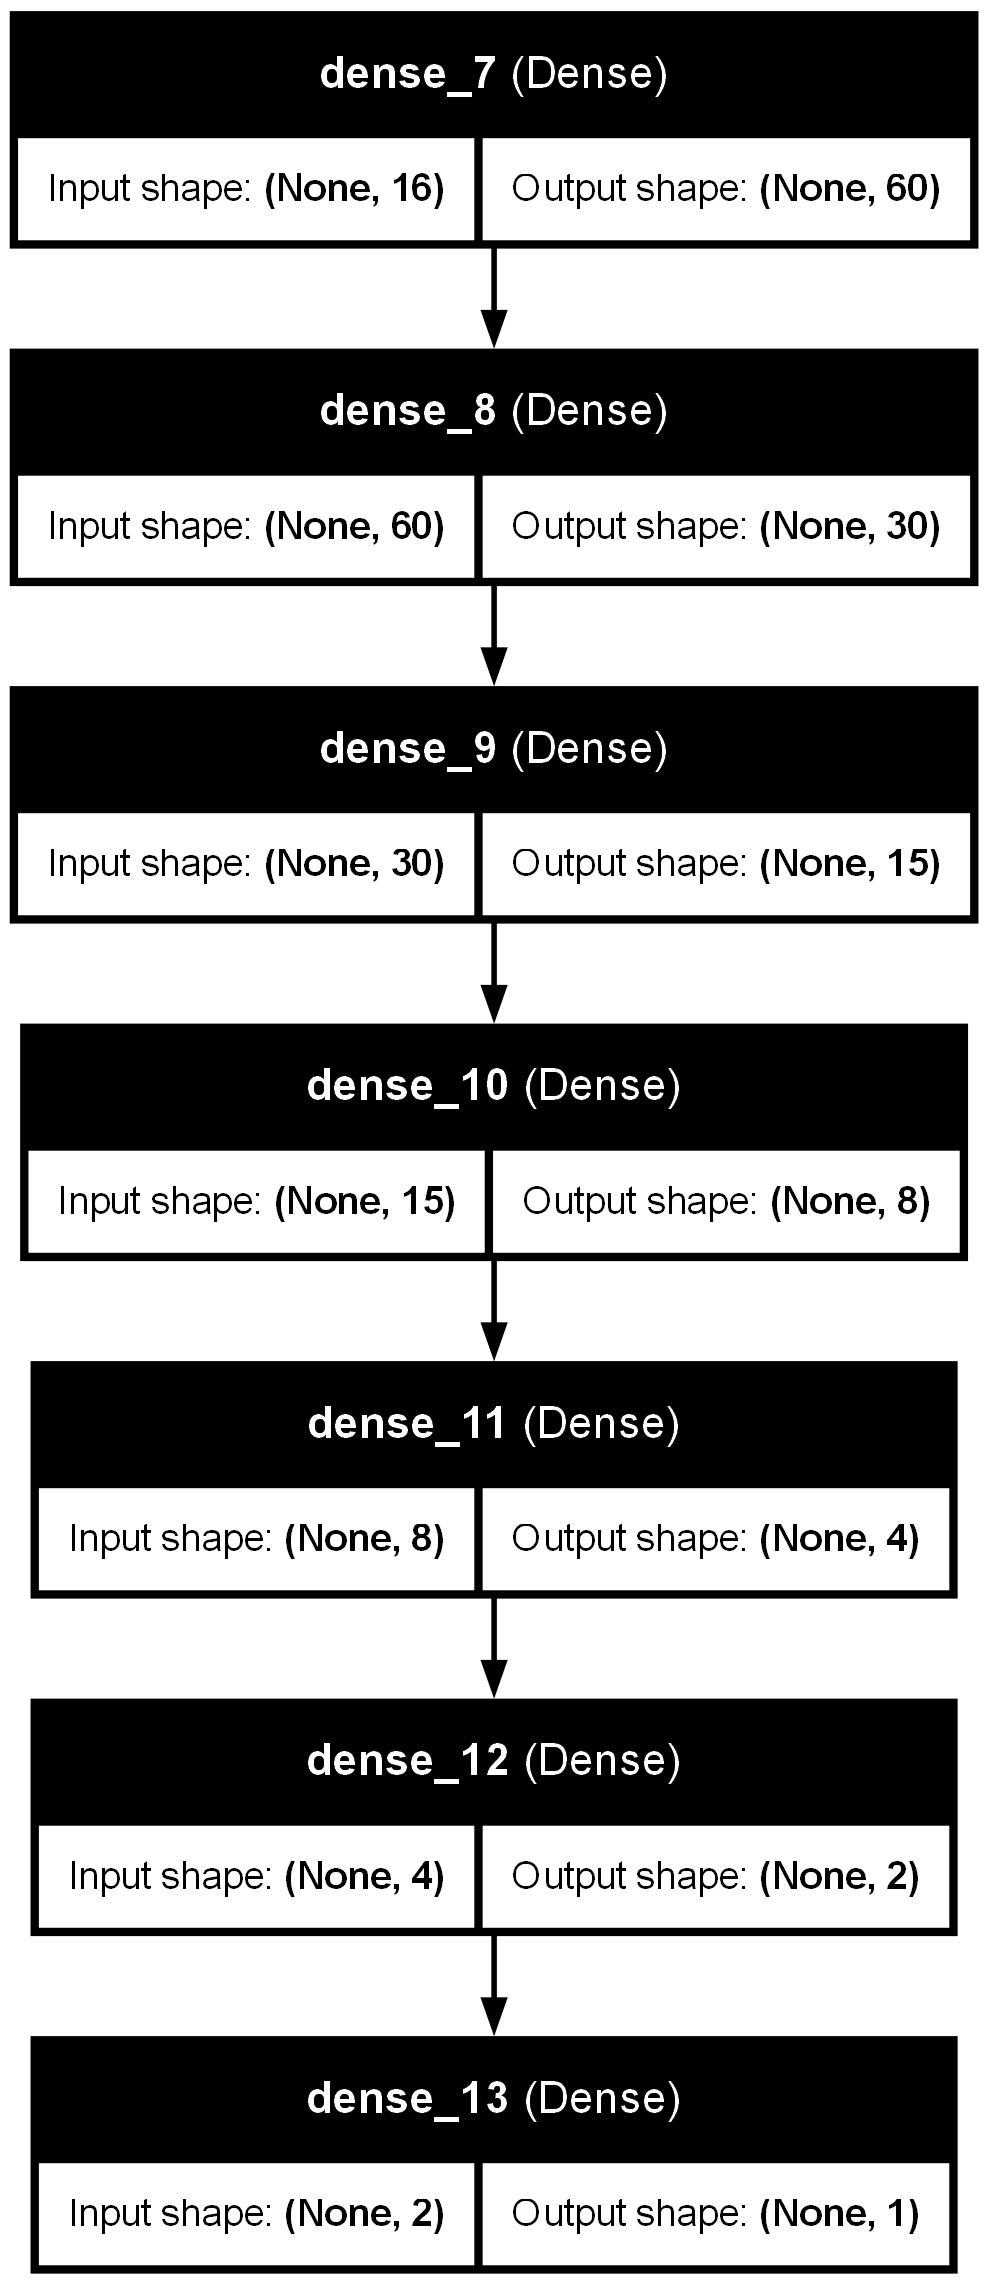 dense_7 (Dense)
Input shape: (None, 16) Output shape: (None, 60)
dense_8 (Dense)
Input shape: (None, 60) Output shape: (None, 30)
dense_9 (Dense)
Input shape: (None, 30) Output shape: (None, 15)
dense_10 (Dense)
Input shape: (None, 15) Output shape: (None, 8)
dense_11 (Dense)
Input shape: (None, 8) Output shape: (None, 4)
dense_12 (Dense)
Input shape: (None, 4) Output shape: (None, 2)
dense_13 (Dense)
Input shape: (None, 2) Output shape: (None, 1)